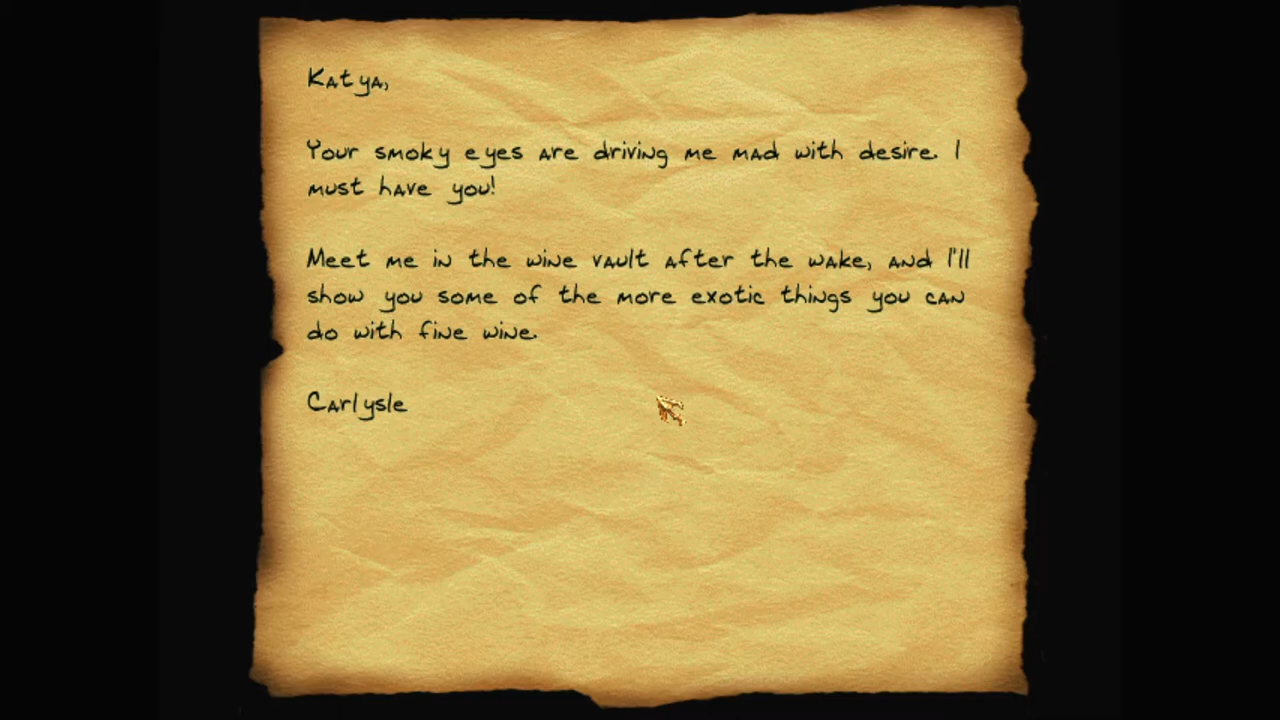 Katya,
Your smoky eyes are driving me mad with desire. I
must have you!
Meet me in the wine vault after the wake, and I'll
show you some of the more exotic things you can
do with fine wine.
Carlysle